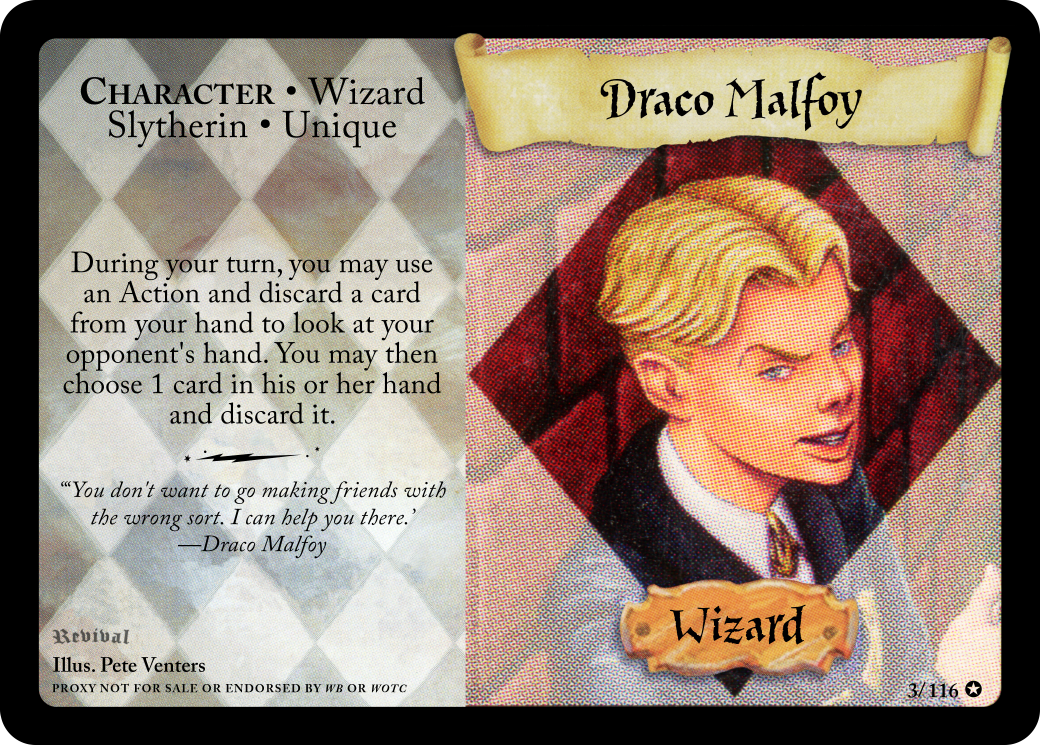 CHARACTER • Wizard
Slytherin • Unique
Draco Malfoy
During your turn, you may use
an Action and discard a card
from your hand to look at your
opponent's hand. You may then
choose 1 card in his or her hand
and discard it.
“‘You don't want to go making friends with
the wrong sort. I can help you there.’
—Draco Malfoy
Wizard
Revival
Illus. Pete Venters
PROXY NOT FOR SALE OR ENDORSED BY WB OR WOTC
3/116 ✪